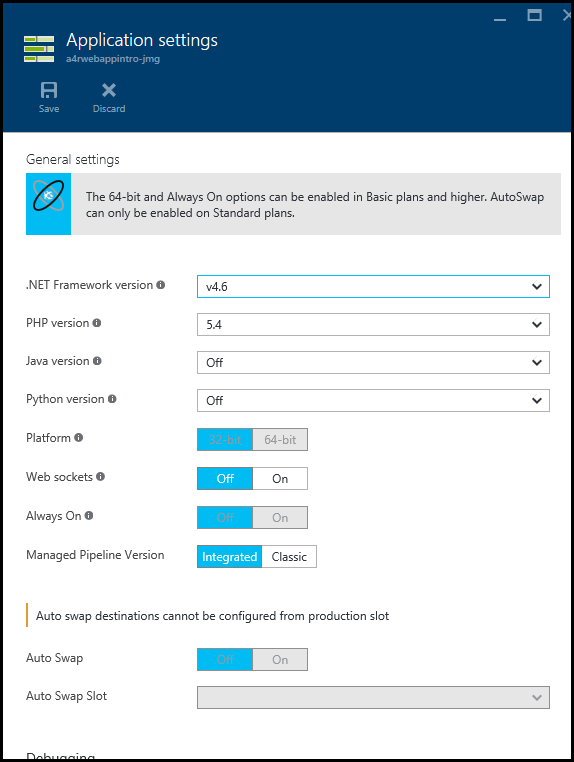 Application settings
a4rwebappintro-jmg
Save Discard
General settings
The 64-bit and Always On options can be enabled in Basic plans and higher. AutoSwap
can only be enabled on Standard plans.
.NET Framework version v4.6
PHP version 5.4
Java version Off
Python version Off
Platform 32-bit 64-bit
Web sockets Off On
Always On Off On
Managed Pipeline Version Integrated Classic
Auto swap destinations cannot be configured from production slot
Auto Swap Off On
Auto Swap Slot
Debugging